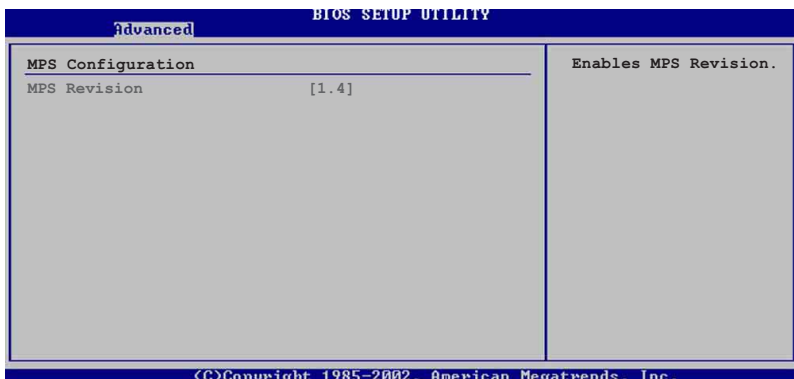 BIOS SETUP UTILITY
Advanced
MPS Configuration
MPS Revision [1.4]
Enables MPS Revision.
(C)Copyright 1985-2002, American Megatrends, Inc.